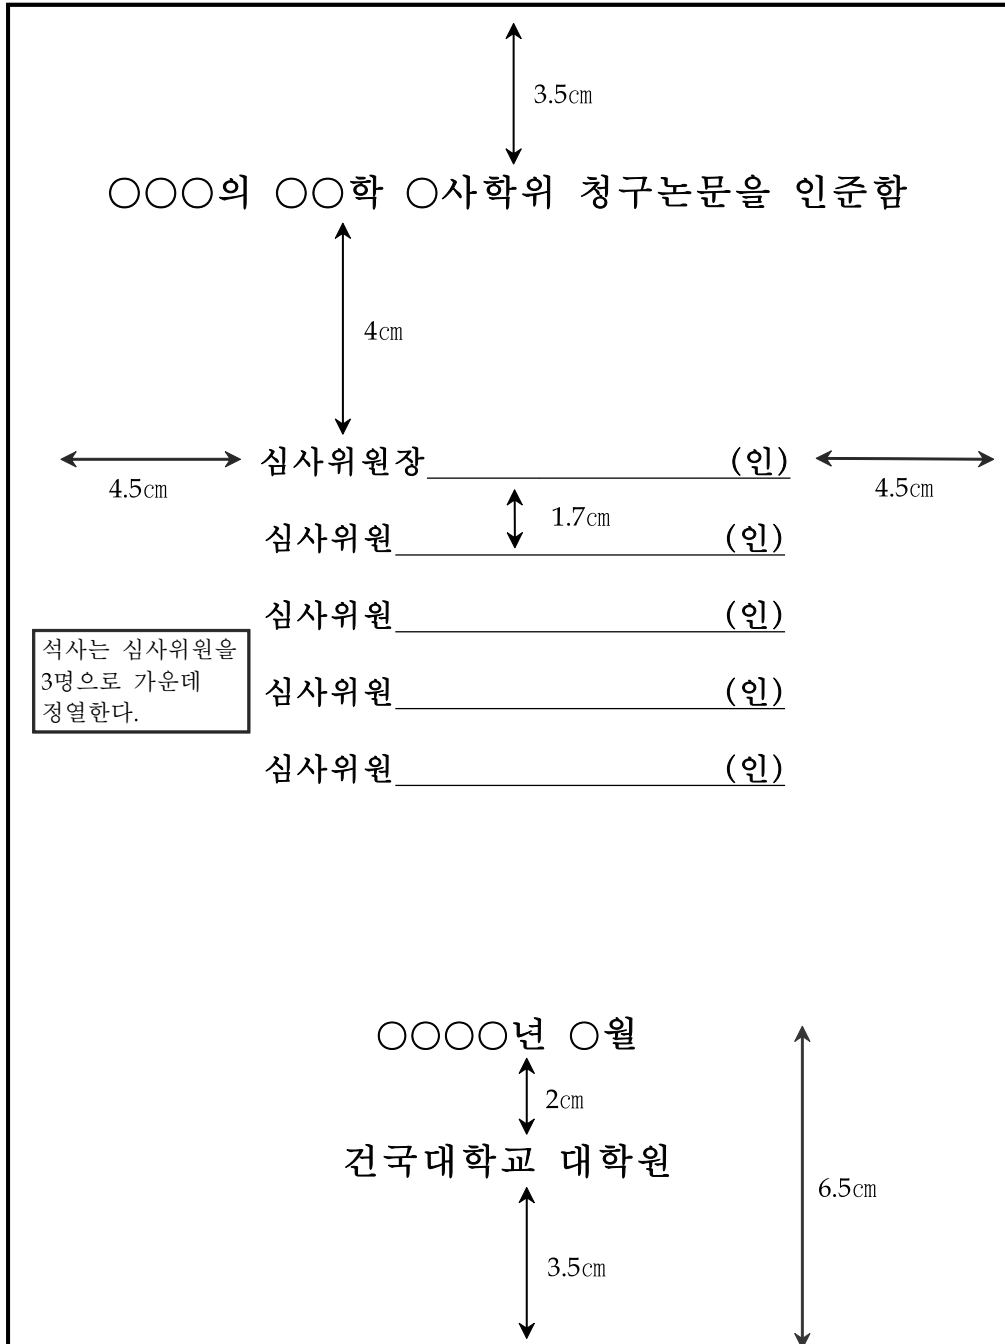 3.5㎝
○○○의 ○○학 ○사학위 청구논문을 인준함
4㎝
심사위원장 (인)
4.5㎝
4.5㎝
1.7㎝
심사위원 (인)
심사위원 (인)
석사는 심사위원을
3명으로 가운데
정열한다.
심사위원 (인)
심사위원 (인)
○○○○년 ○월
2㎝
건국대학교 대학원
6.5㎝
3.5㎝